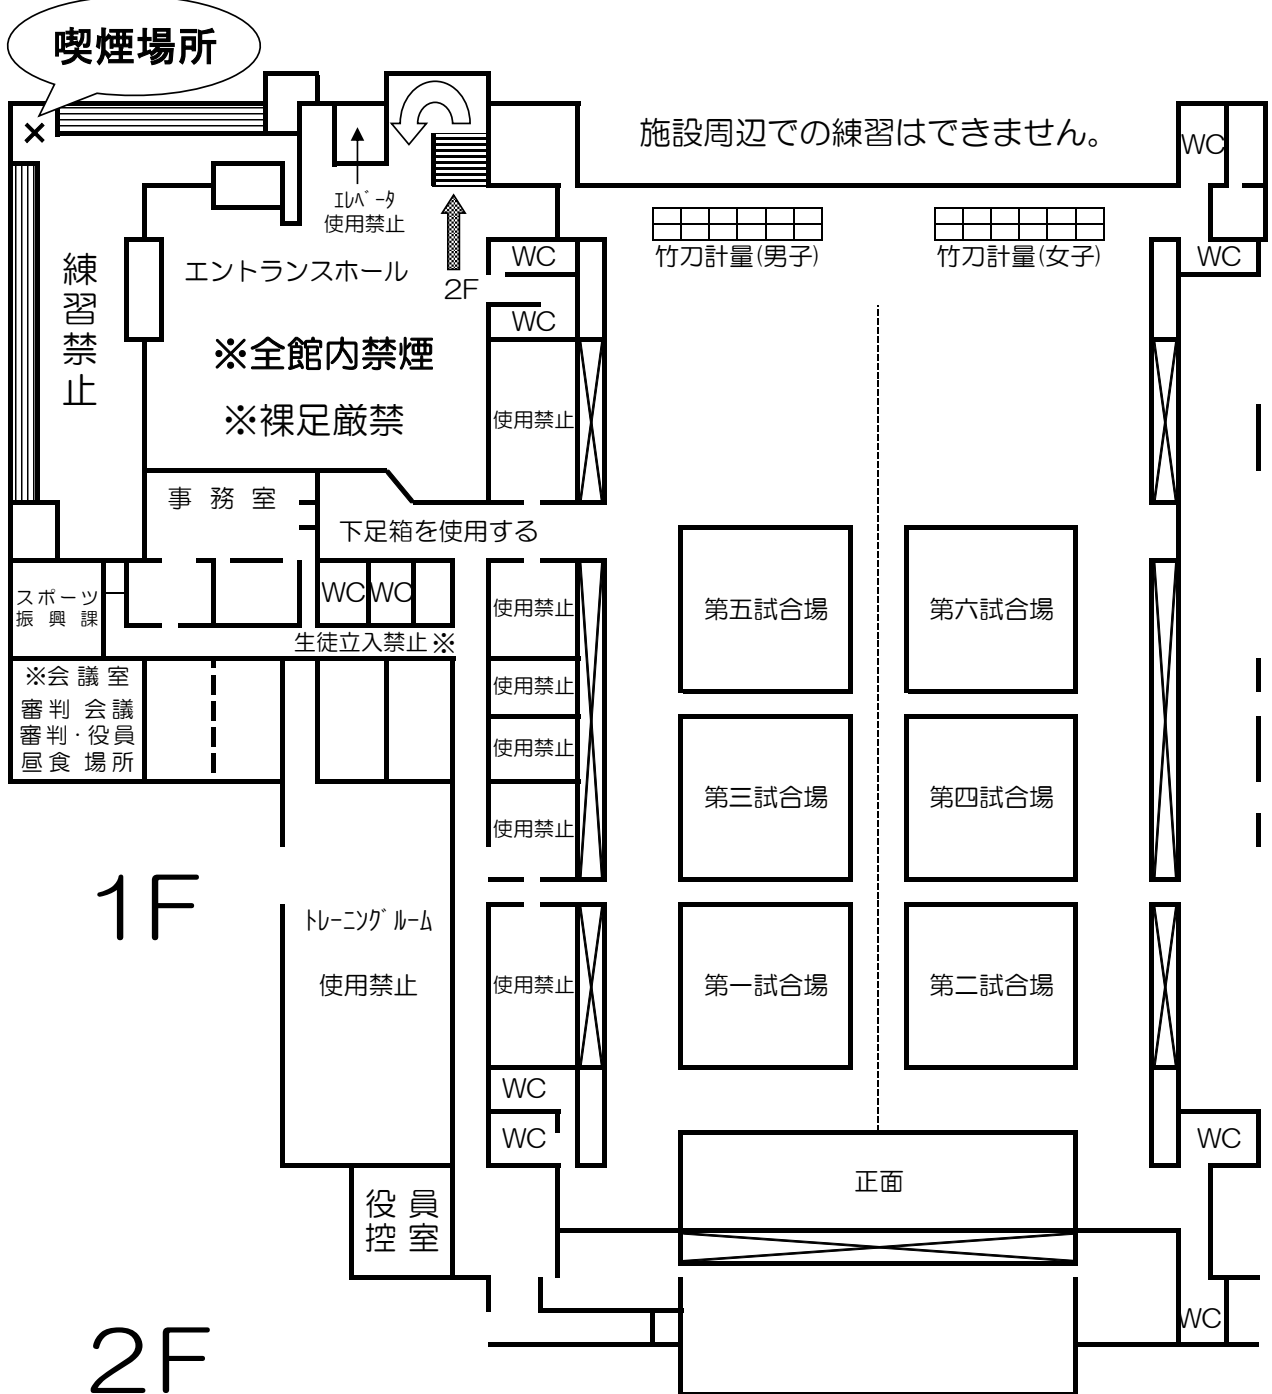 喫煙場所
×
施設周辺での練習はできません。
WC
ｴﾚﾍﾞｰﾀ
使用禁止
2F
竹刀計量(男子)
竹刀計量(女子)
WC
WC
WC
練習禁止
エントランスホール
※全館内禁煙
※裸足厳禁
使用禁止
事 務 室
下足箱を使用する
WC
WC
スポーツ
振 興 課
使用禁止
第五試合場
第六試合場
生徒立入禁止※
※会 議 室
審判 会議
審判・役員
昼食 場所
使用禁止
使用禁止
使用禁止
第三試合場
第四試合場
1F
ﾄﾚｰﾆﾝｸﾞﾙｰﾑ
使用禁止
使用禁止
第一試合場
第二試合場
WC
WC
WC
正面
役 員
控 室
WC
2F